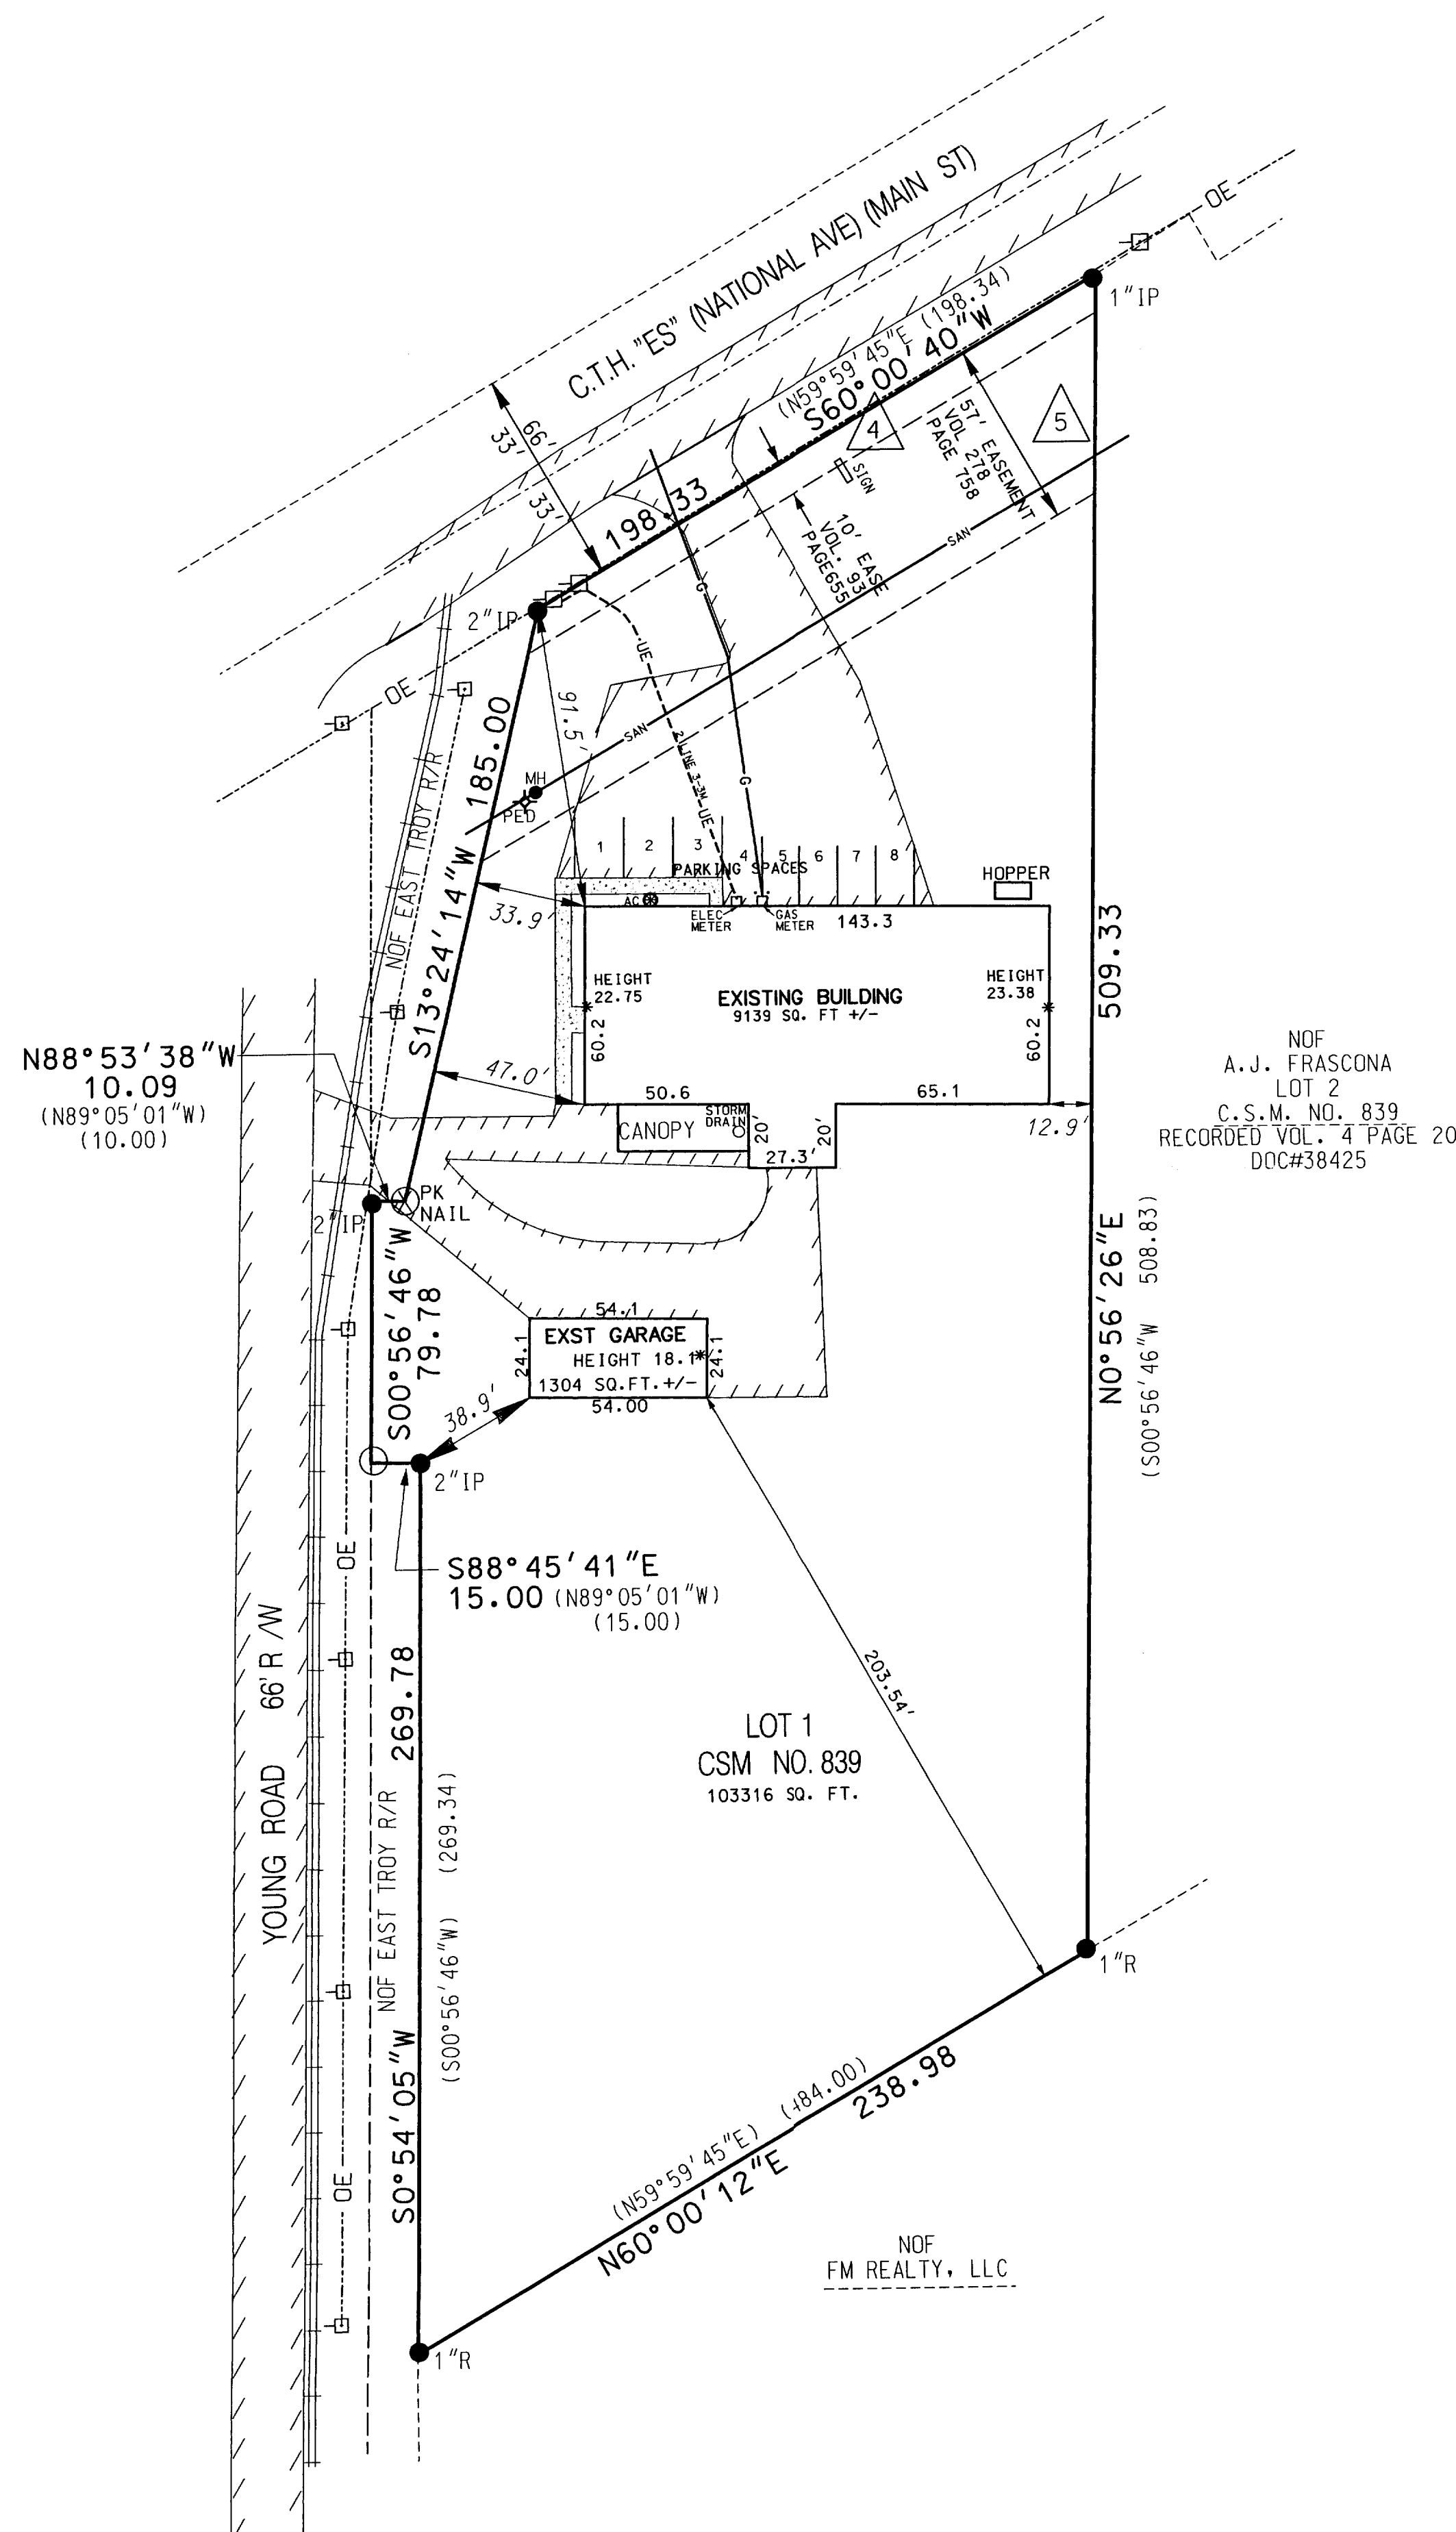 OE
C.T.H. "ES" (NATIONAL AVE) (MAIN ST)
1"IP
(N59°59'45"E (198.34)
S60°00'40"W
4
5
66'
33'
33'
57' EASEMENT
VOL 278
PAGE 758
SIGN
198.33
10' EASE
VOL. 93
PAGE655
SAN
G
2"IP
UE
OE
91.5'
SAN
2 LINE 3-3M
UE
G
MH
PED
S13°24'14"W 185.00
NOF EAST TROY R/R
1 2 3 4 5 6 7 8
PARKING SPACES
HOPPER
AC
ELEC
METER
GAS
METER
143.3
33.9'
HEIGHT
22.75
HEIGHT
23.38
EXISTING BUILDING
9139 SQ. FT +/-
60.2
60.2
509.33
NOF
A.J. FRASCONA
LOT 2
C.S.M. NO. 839
RECORDED VOL. 4 PAGE 20
DOC#38425
N88°53'38"W
10.09
(N89°05'01"W)
(10.00)
47.0'
50.6
65.1
STORM
DRAIN
CANOPY
20'
20'
27.3'
12.9'
PK
NAIL
2"IP
S00°56'46"W
79.78
N0°56'26"E
(S00°56'46"W 508.83)
54.1
EXST GARAGE
HEIGHT 18.1
1304 SQ.FT.+/-
24.1
24.1
54.00
38.9'
2"IP
OE
S88°45'41"E
15.00 (N89°05'01"W)
(15.00)
203.54'
YOUNG ROAD 66' R/W
S0°54'05"W 269.78
NOF EAST TROY R/R
(S00°56'46"W) (269.34)
LOT 1
CSM NO. 839
103316 SQ. FT.
1"R
(N59°59'45"E) (484.00)
N60°00'12"E 238.98
OE
NOF
FM REALTY, LLC
1"R